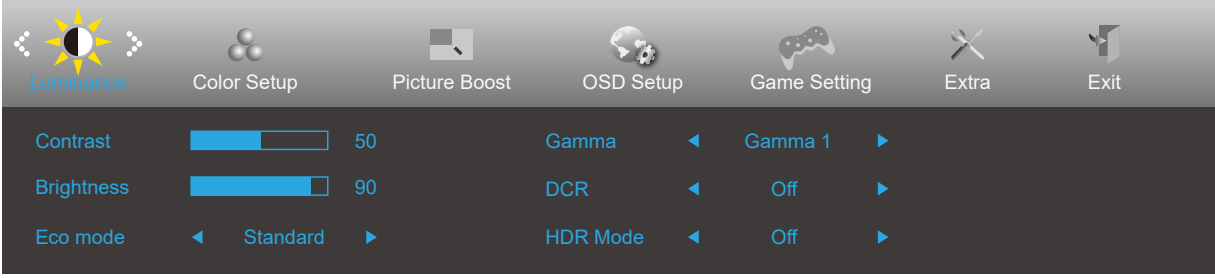 Luminance Color Setup Picture Boost OSD Setup Game Setting Extra Exit
Contrast 50 Gamma Gamma 1
Brightness 90 DCR Off
Eco mode Standard HDR Mode Off